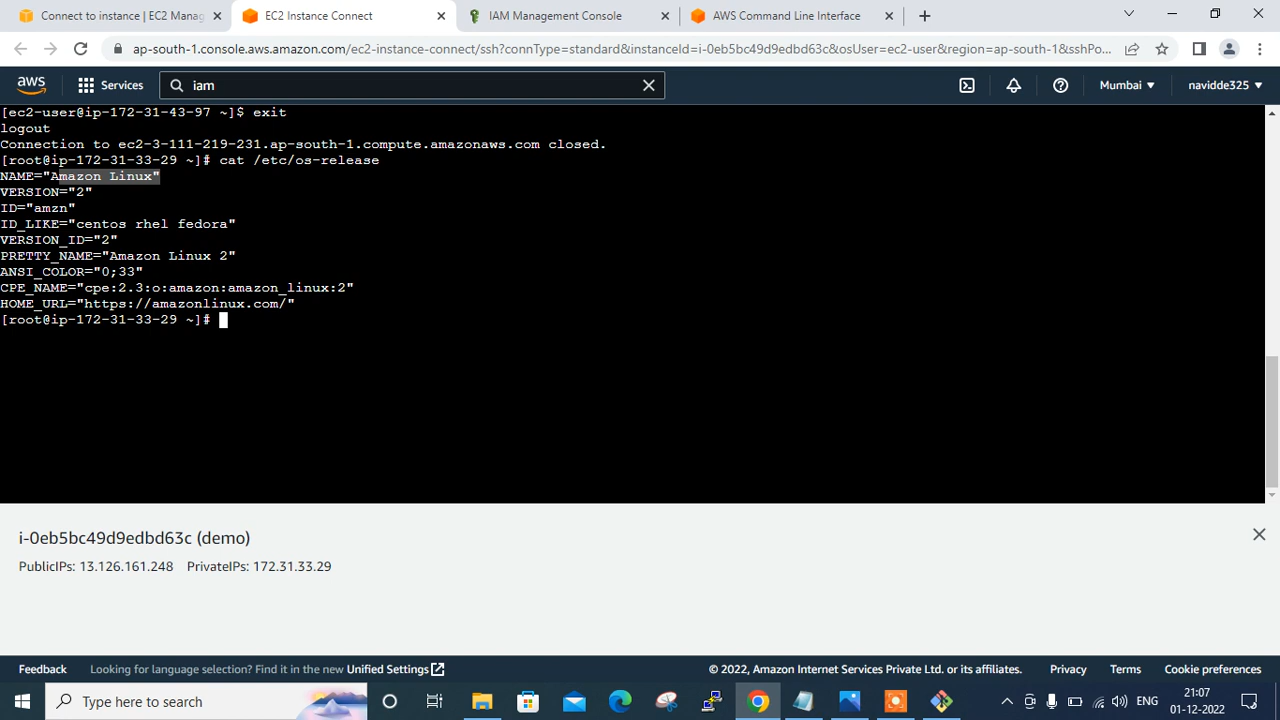 Connect to instance | EC2 Manag
EC2 Instance Connect
IAM Management Console
AWS Command Line Interface
ap-south-1.console.aws.amazon.com/ec2-instance-connect/ssh?connType=standard&instanceId=i-0eb5bc49d9edbd63c&osUser=ec2-user&region=ap-south-1&sshPo...
aws
Services
iam
Mumbai
navidde325
[ec2-user@ip-172-31-43-97 ~]$ exit
logout
Connection to ec2-3-111-219-231.ap-south-1.compute.amazonaws.com closed.
[root@ip-172-31-33-29 ~]# cat /etc/os-release
NAME="Amazon Linux"
VERSION="2"
ID="amzn"
ID_LIKE="centos rhel fedora"
VERSION_ID="2"
PRETTY_NAME="Amazon Linux 2"
ANSI_COLOR="0;33"
CPE_NAME="cpe:2.3:o:amazon:amazon_linux:2"
HOME_URL="https://amazonlinux.com/"
[root@ip-172-31-33-29 ~]#
i-0eb5bc49d9edbd63c (demo)
PublicIPs: 13.126.161.248 PrivateIPs: 172.31.33.29
Feedback
Looking for language selection? Find it in the new Unified Settings
© 2022, Amazon Internet Services Private Ltd. or its affiliates.
Privacy
Terms
Cookie preferences
Type here to search
ENG
21:07
01-12-2022